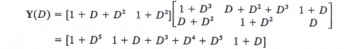 Y(D) = [1 + D + D² 1 + D²] [1 + D³ D + D² + D³ 1 + D
D + D² 1 + D² D]
= [1 + D⁵ 1 + D + D³ + D⁴ + D⁵ 1 + D]